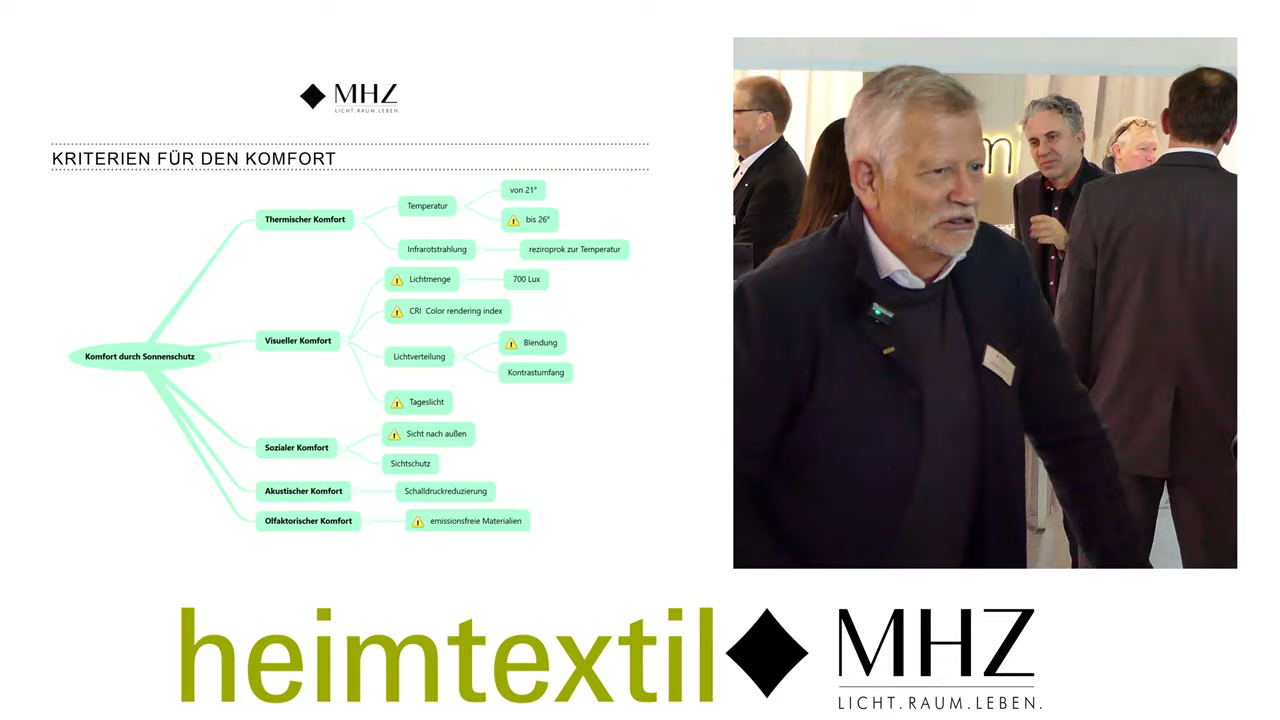 MHZ
LICHT.RAUM.LEBEN.
KRITERIEN FÜR DEN KOMFORT
Komfort durch Sonnenschutz
Thermischer Komfort
Temperatur
von 21°
bis 26°
Infrarotstrahlung
reziroprok zur Temperatur
Visueller Komfort
Lichtmenge
700 Lux
CRI Color rendering index
Lichtverteilung
Blendung
Kontrastumfang
Tageslicht
Sozialer Komfort
Sicht nach außen
Sichtschutz
Akustischer Komfort
Schalldruckreduzierung
Olfaktorischer Komfort
emissionsfreie Materialien
heimtextil
MHZ
LICHT.RAUM.LEBEN.